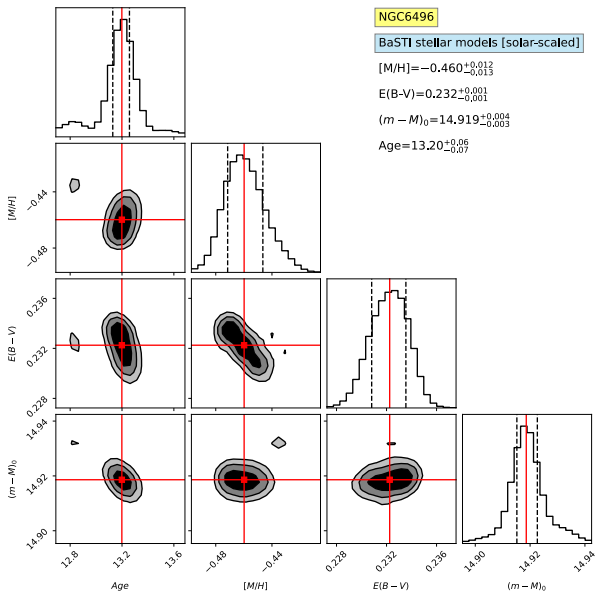 NGC6496
BaSTI stellar models [solar-scaled]
[M/H]=−0.460+0.012 −0.013
E(B-V)=0.232+0.001 −0.001
(m − M)0=14.919+0.004 −0.003
Age=13.20+0.06 −0.07
[M/H]
−0.44
−0.48
E(B − V)
0.236
0.232
0.228
(m − M)0
14.94
14.92
14.90
12.8 13.2 13.6
−0.48 −0.44
0.228 0.232 0.236
14.90 14.92 14.94
Age [M/H] E(B − V) (m − M)0